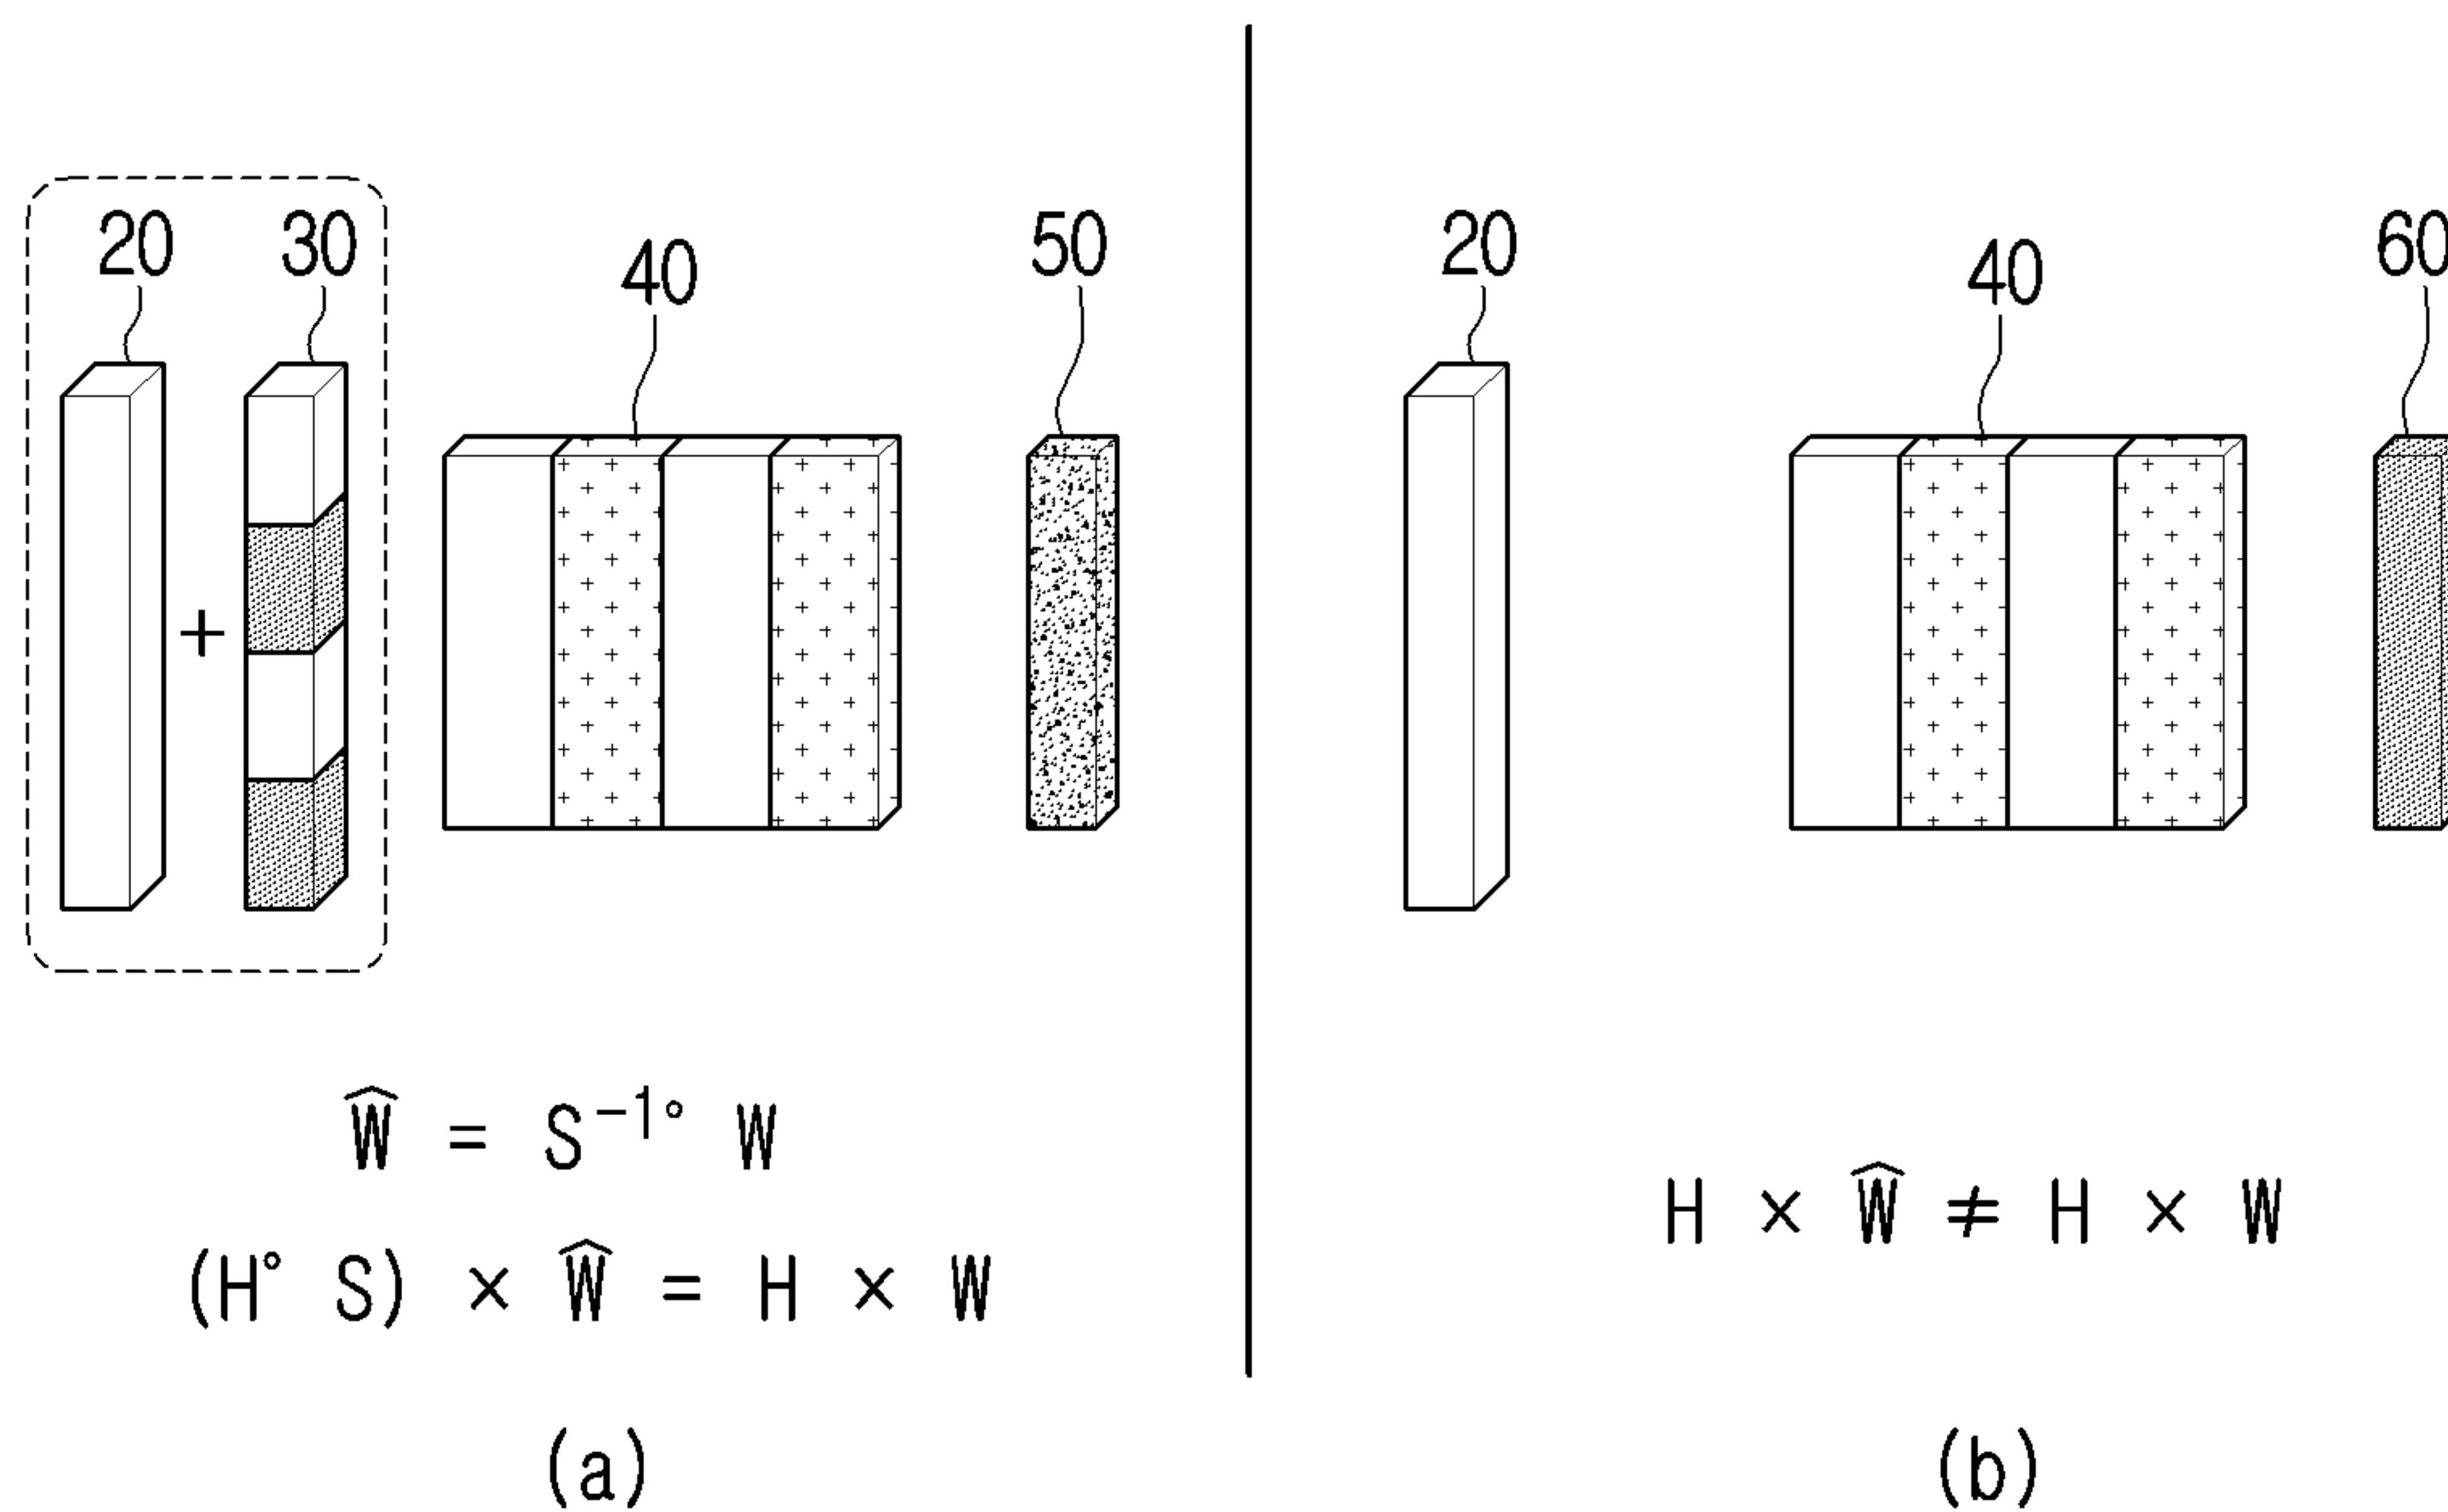 20 30 40 50
+
Ŵ = S⁻¹° W
(H° S) × Ŵ = H × W
(a)
20 40 60
H × Ŵ ≠ H × W
(b)